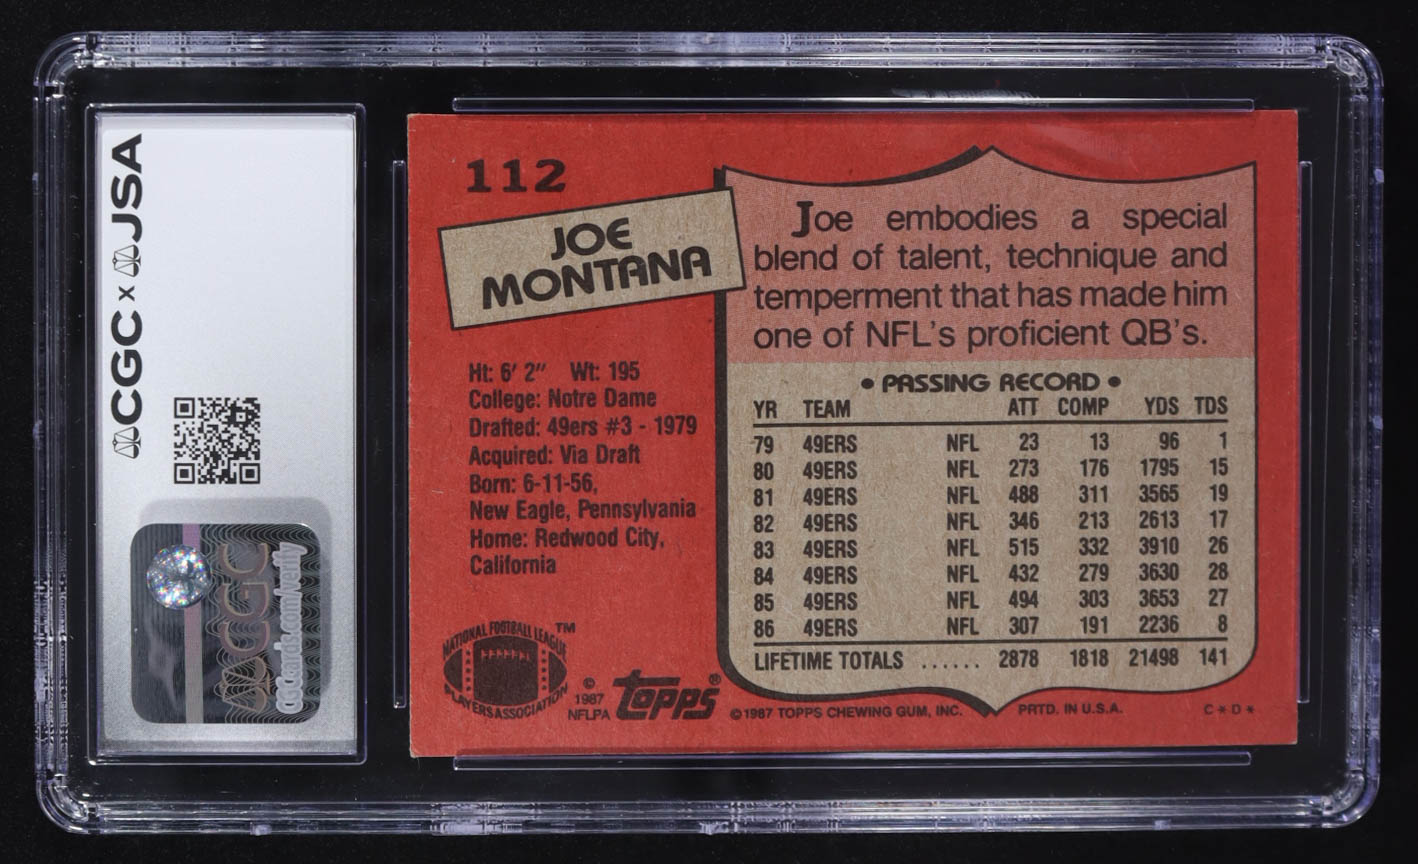 CGC x JSA
CGC
cgccards.com/verify
112
JOE
MONTANA
Ht: 6' 2" Wt: 195
College: Notre Dame
Drafted: 49ers #3 - 1979
Acquired: Via Draft
Born: 6-11-56,
New Eagle, Pennsylvania
Home: Redwood City,
California
NATIONAL FOOTBALL LEAGUE
PLAYERS ASSOCIATION
TM
© 1987
NFLPA
topps®
Joe embodies a special
blend of talent, technique and
temperment that has made him
one of NFL's proficient QB's.
• PASSING RECORD •
YR TEAM ATT COMP YDS TDS
79 49ERS NFL 23 13 96 1
80 49ERS NFL 273 176 1795 15
81 49ERS NFL 488 311 3565 19
82 49ERS NFL 346 213 2613 17
83 49ERS NFL 515 332 3910 26
84 49ERS NFL 432 279 3630 28
85 49ERS NFL 494 303 3653 27
86 49ERS NFL 307 191 2236 8
LIFETIME TOTALS ...... 2878 1818 21498 141
©1987 TOPPS CHEWING GUM, INC. PRTD. IN U.S.A. C*D*